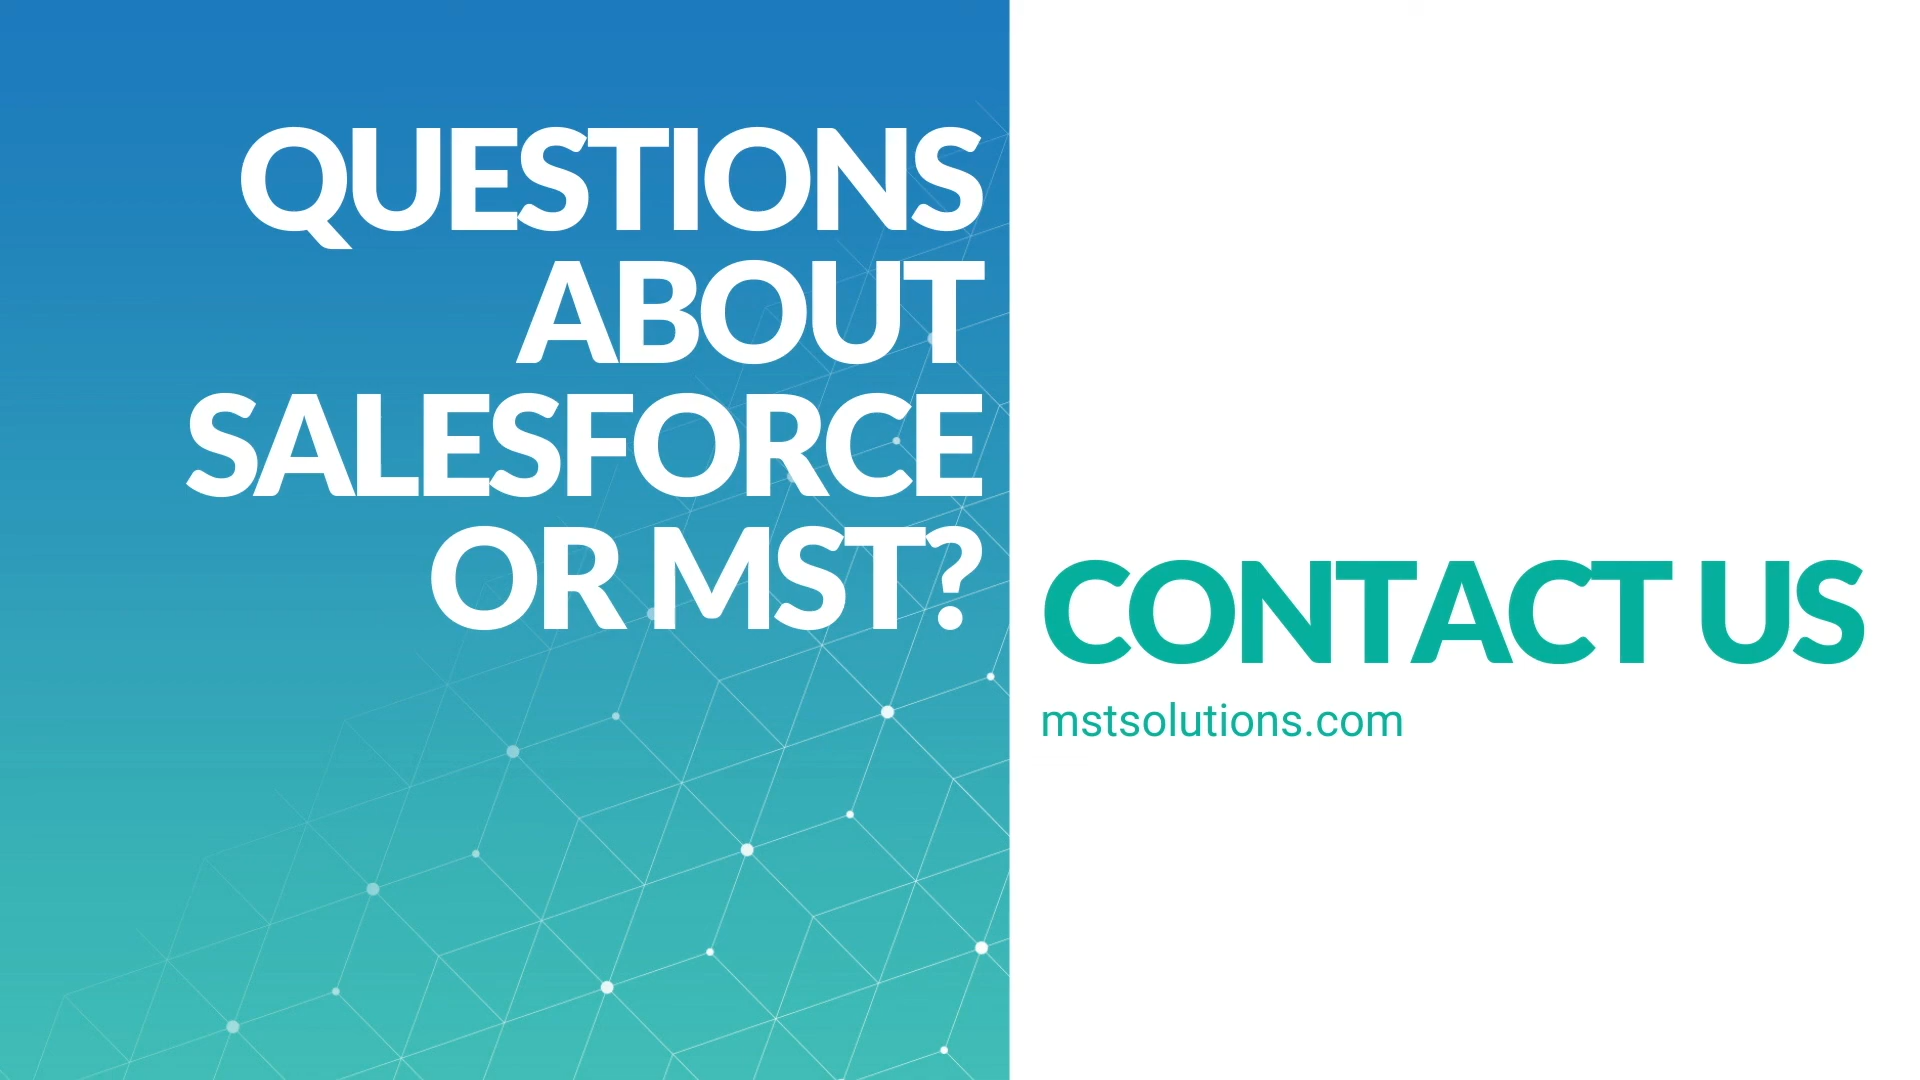 QUESTIONS
ABOUT
SALESFORCE
OR MST?
CONTACT US
mstsolutions.com